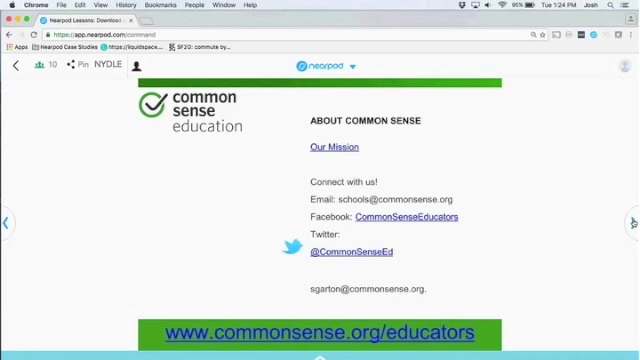 Chrome File Edit View History Bookmarks People Window Help
95% Tue 1:24 PM Josh
Nearpod Lessons: Download
Josh
https://app.nearpod.com/command
Apps Nearpod Case Studies https://liquidspace. SF2G: commute by
10 Pin NYDLE
nearpod
common
sense
education
ABOUT COMMON SENSE
Our Mission
Connect with us!
Email: schools@commonsense.org
Facebook: CommonSenseEducators
Twitter:
@CommonSenseEd
sgarton@commonsense.org.
www.commonsense.org/educators